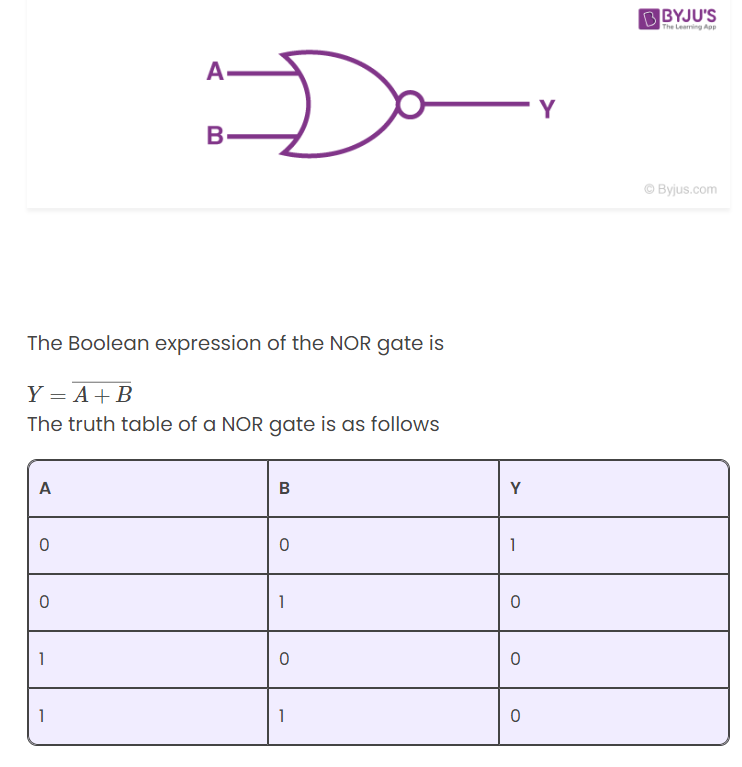 BYJU'S
The Learning App
A
Y
B
© Byjus.com
The Boolean expression of the NOR gate is
Y = \overline{A + B}
The truth table of a NOR gate is as follows
A B Y
0 0 1
0 1 0
1 0 0
1 1 0